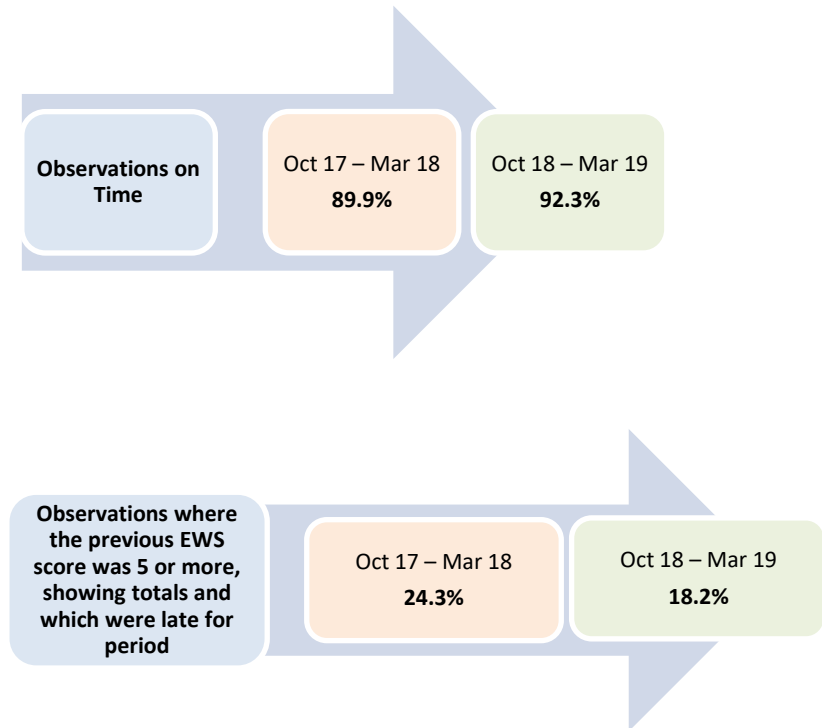 Observations on
Time
Oct 17 – Mar 18
89.9%
Oct 18 – Mar 19
92.3%
Observations where
the previous EWS
score was 5 or more,
showing totals and
which were late for
period
Oct 17 – Mar 18
24.3%
Oct 18 – Mar 19
18.2%